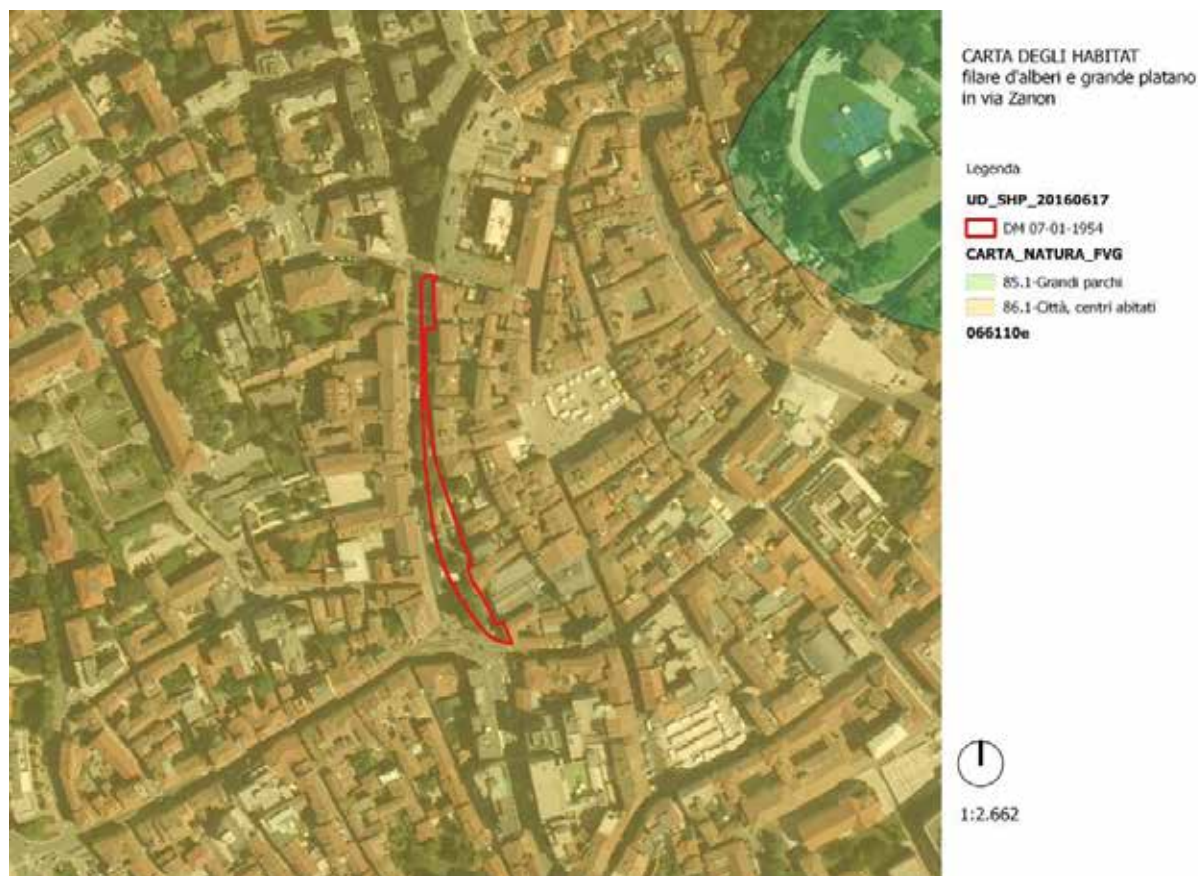 CARTA DEGLI HABITAT
filare d'alberi e grande platano
in via Zanon
Legenda
UD_SHP_20160617
DM 07-01-1954
CARTA_NATURA_FVG
85.1-Grandi parchi
86.1-Città, centri abitati
066110e
1:2.662